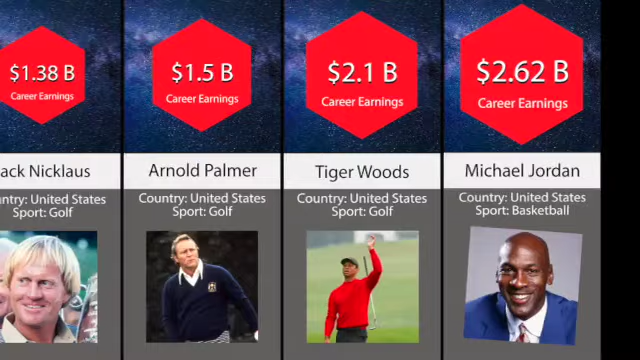 $1.38 B
Career Earnings
ack Nicklaus
ntry: United States
Sport: Golf
$1.5 B
Career Earnings
Arnold Palmer
Country: United States
Sport: Golf
$2.1 B
Career Earnings
Tiger Woods
Country: United States
Sport: Golf
$2.62 B
Career Earnings
Michael Jordan
Country: United States
Sport: Basketball